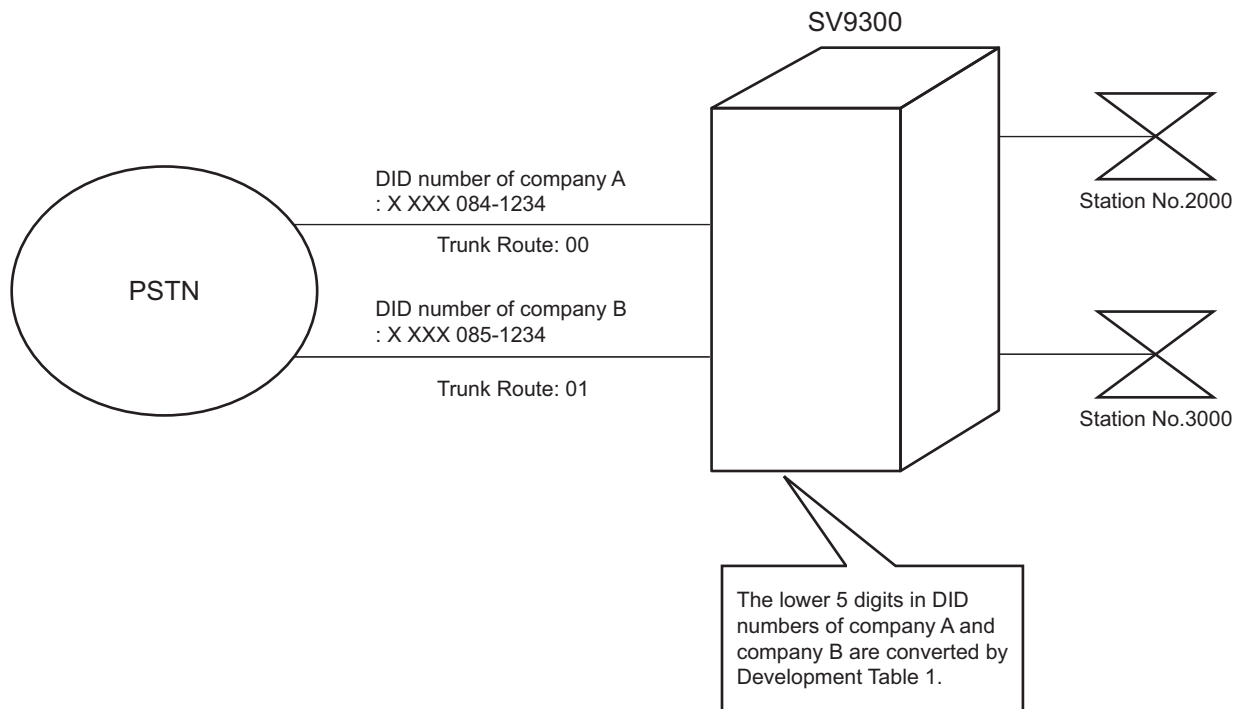 SV9300
DID number of company A
: X XXX 084-1234
Trunk Route: 00
Station No.2000
PSTN
DID number of company B
: X XXX 085-1234
Trunk Route: 01
Station No.3000
The lower 5 digits in DID
numbers of company A and
company B are converted by
Development Table 1.